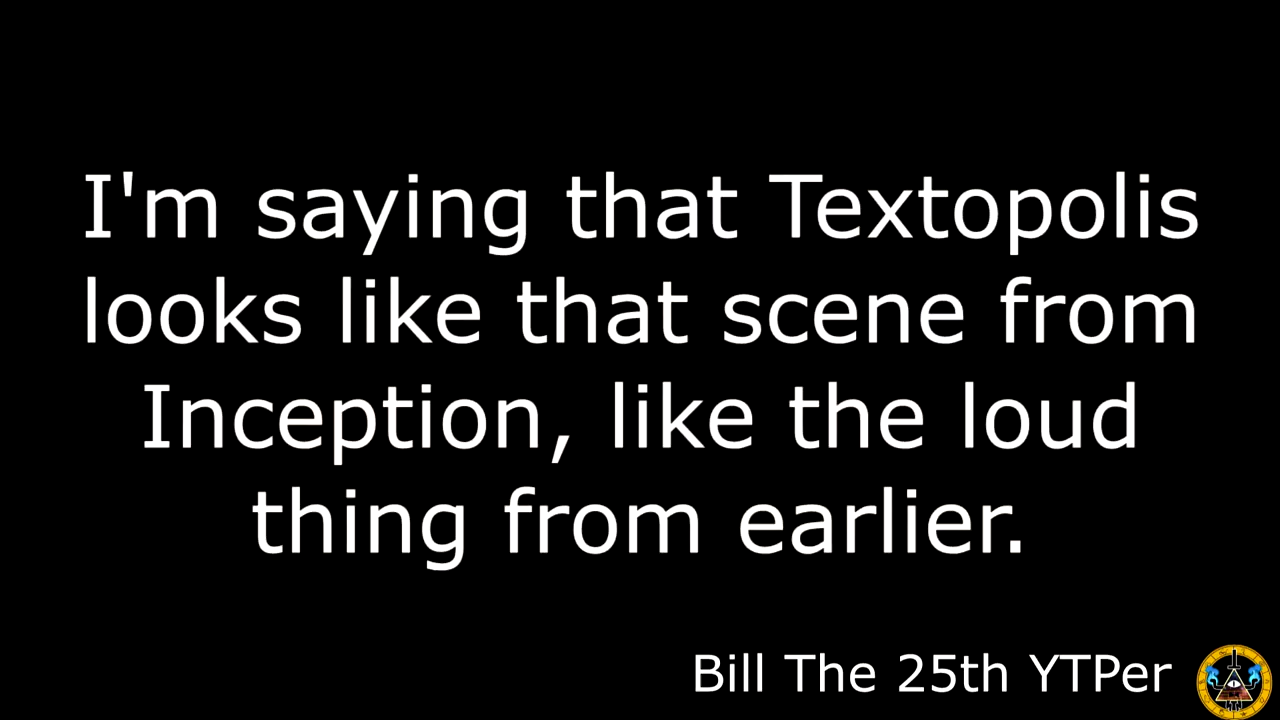 I'm saying that Textopolis
looks like that scene from
Inception, like the loud
thing from earlier.
Bill The 25th YTPer